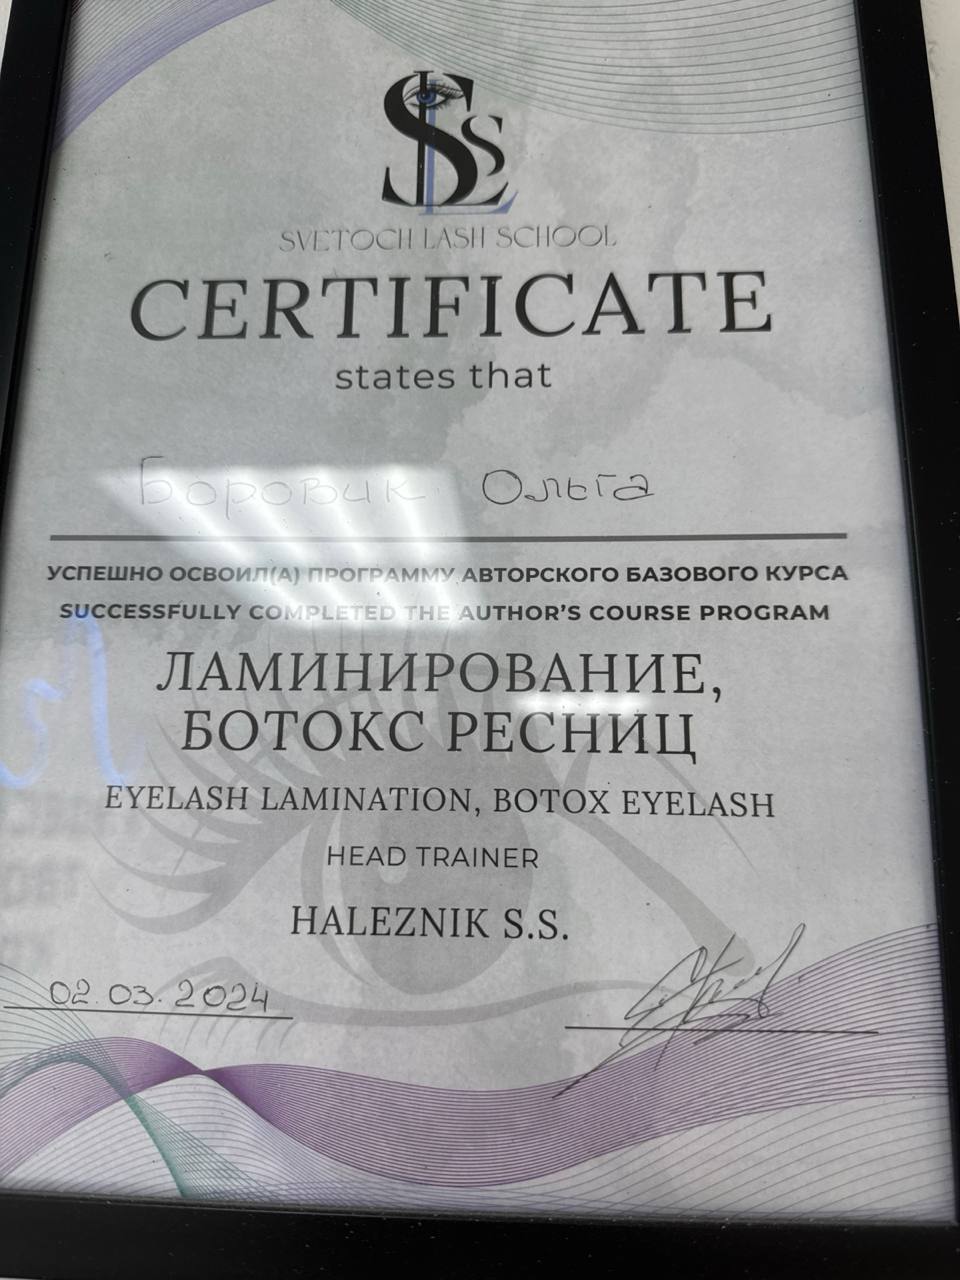 SLS
SVETOCH LASH SCHOOL
CERTIFICATE
states that
Боровик Ольга
УСПЕШНО ОСВОИЛ(А) ПРОГРАММУ АВТОРСКОГО БАЗОВОГО КУРСА
SUCCESSFULLY COMPLETED THE AUTHOR'S COURSE PROGRAM
ЛАМИНИРОВАНИЕ,
БОТОКС РЕСНИЦ
EYELASH LAMINATION, BOTOX EYELASH
HEAD TRAINER
HALEZNIK S.S.
02.03.2024